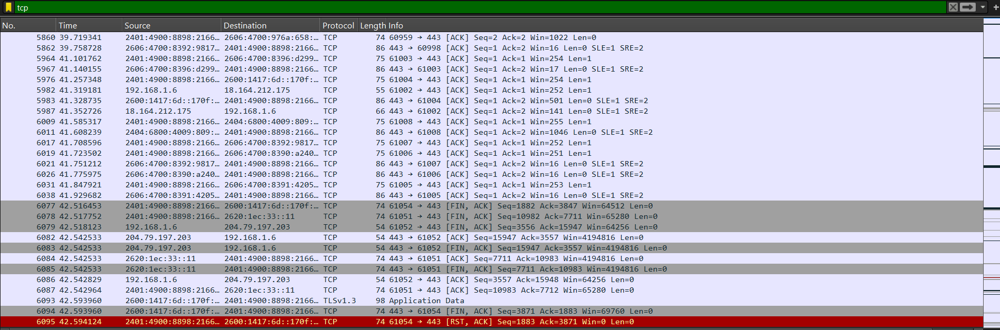 tcp
No. Time Source Destination Protocol Length Info
5860 39.719341 2401:4900:8898:2166… 2606:4700:976a:658:… TCP 74 60959 → 443 [ACK] Seq=2 Ack=2 Win=1022 Len=0
5862 39.758728 2606:4700:8392:9817… 2401:4900:8898:2166… TCP 86 443 → 60998 [ACK] Seq=1 Ack=2 Win=16 Len=0 SLE=1 SRE=2
5964 41.101762 2401:4900:8898:2166… 2606:4700:8396:d299… TCP 75 61003 → 443 [ACK] Seq=1 Ack=1 Win=254 Len=1
5967 41.140155 2606:4700:8396:d299… 2401:4900:8898:2166… TCP 86 443 → 61003 [ACK] Seq=1 Ack=2 Win=17 Len=0 SLE=1 SRE=2
5976 41.257348 2401:4900:8898:2166… 2600:1417:6d::170f:… TCP 75 61004 → 443 [ACK] Seq=1 Ack=1 Win=254 Len=1
5982 41.319181 192.168.1.6 18.164.212.175 TCP 55 61002 → 443 [ACK] Seq=1 Ack=1 Win=252 Len=1
5983 41.328735 2600:1417:6d::170f:… 2401:4900:8898:2166… TCP 86 443 → 61004 [ACK] Seq=1 Ack=2 Win=501 Len=0 SLE=1 SRE=2
5987 41.352726 18.164.212.175 192.168.1.6 TCP 66 443 → 61002 [ACK] Seq=1 Ack=2 Win=141 Len=0 SLE=1 SRE=2
6009 41.585317 2401:4900:8898:2166… 2404:6800:4009:809:… TCP 75 61008 → 443 [ACK] Seq=1 Ack=1 Win=255 Len=1
6011 41.608239 2404:6800:4009:809:… 2401:4900:8898:2166… TCP 86 443 → 61008 [ACK] Seq=1 Ack=2 Win=1046 Len=0 SLE=1 SRE=2
6017 41.708596 2401:4900:8898:2166… 2606:4700:8392:9817… TCP 75 61007 → 443 [ACK] Seq=1 Ack=1 Win=252 Len=1
6019 41.723502 2401:4900:8898:2166… 2606:4700:8390:a240… TCP 75 61006 → 443 [ACK] Seq=1 Ack=1 Win=251 Len=1
6021 41.751212 2606:4700:8392:9817… 2401:4900:8898:2166… TCP 86 443 → 61007 [ACK] Seq=1 Ack=2 Win=16 Len=0 SLE=1 SRE=2
6026 41.775975 2606:4700:8390:a240… 2401:4900:8898:2166… TCP 86 443 → 61006 [ACK] Seq=1 Ack=2 Win=16 Len=0 SLE=1 SRE=2
6031 41.847921 2401:4900:8898:2166… 2606:4700:8391:4205… TCP 75 61005 → 443 [ACK] Seq=1 Ack=1 Win=253 Len=1
6038 41.929682 2606:4700:8391:4205… 2401:4900:8898:2166… TCP 86 443 → 61005 [ACK] Seq=1 Ack=2 Win=16 Len=0 SLE=1 SRE=2
6077 42.516453 2401:4900:8898:2166… 2600:1417:6d::170f:… TCP 74 61054 → 443 [FIN, ACK] Seq=1882 Ack=3847 Win=64512 Len=0
6078 42.517752 2401:4900:8898:2166… 2620:1ec:33::11 TCP 74 61051 → 443 [FIN, ACK] Seq=10982 Ack=7711 Win=65280 Len=0
6079 42.518123 192.168.1.6 204.79.197.203 TCP 54 61052 → 443 [FIN, ACK] Seq=3556 Ack=15947 Win=64256 Len=0
6082 42.542533 204.79.197.203 192.168.1.6 TCP 54 443 → 61052 [ACK] Seq=15947 Ack=3557 Win=4194816 Len=0
6083 42.542533 204.79.197.203 192.168.1.6 TCP 54 443 → 61052 [FIN, ACK] Seq=15947 Ack=3557 Win=4194816 Len=0
6084 42.542533 2620:1ec:33::11 2401:4900:8898:2166… TCP 74 443 → 61051 [ACK] Seq=7711 Ack=10983 Win=4194816 Len=0
6085 42.542533 2620:1ec:33::11 2401:4900:8898:2166… TCP 74 443 → 61051 [FIN, ACK] Seq=7711 Ack=10983 Win=4194816 Len=0
6086 42.542829 192.168.1.6 204.79.197.203 TCP 54 61052 → 443 [ACK] Seq=3557 Ack=15948 Win=64256 Len=0
6087 42.542964 2401:4900:8898:2166… 2620:1ec:33::11 TCP 74 61051 → 443 [ACK] Seq=10983 Ack=7712 Win=65280 Len=0
6093 42.593960 2600:1417:6d::170f:… 2401:4900:8898:2166… TLSv1.3 98 Application Data
6094 42.593960 2600:1417:6d::170f:… 2401:4900:8898:2166… TCP 74 443 → 61054 [FIN, ACK] Seq=3871 Ack=1883 Win=69760 Len=0
6095 42.594124 2401:4900:8898:2166… 2600:1417:6d::170f:… TCP 74 61054 → 443 [RST, ACK] Seq=1883 Ack=3871 Win=0 Len=0